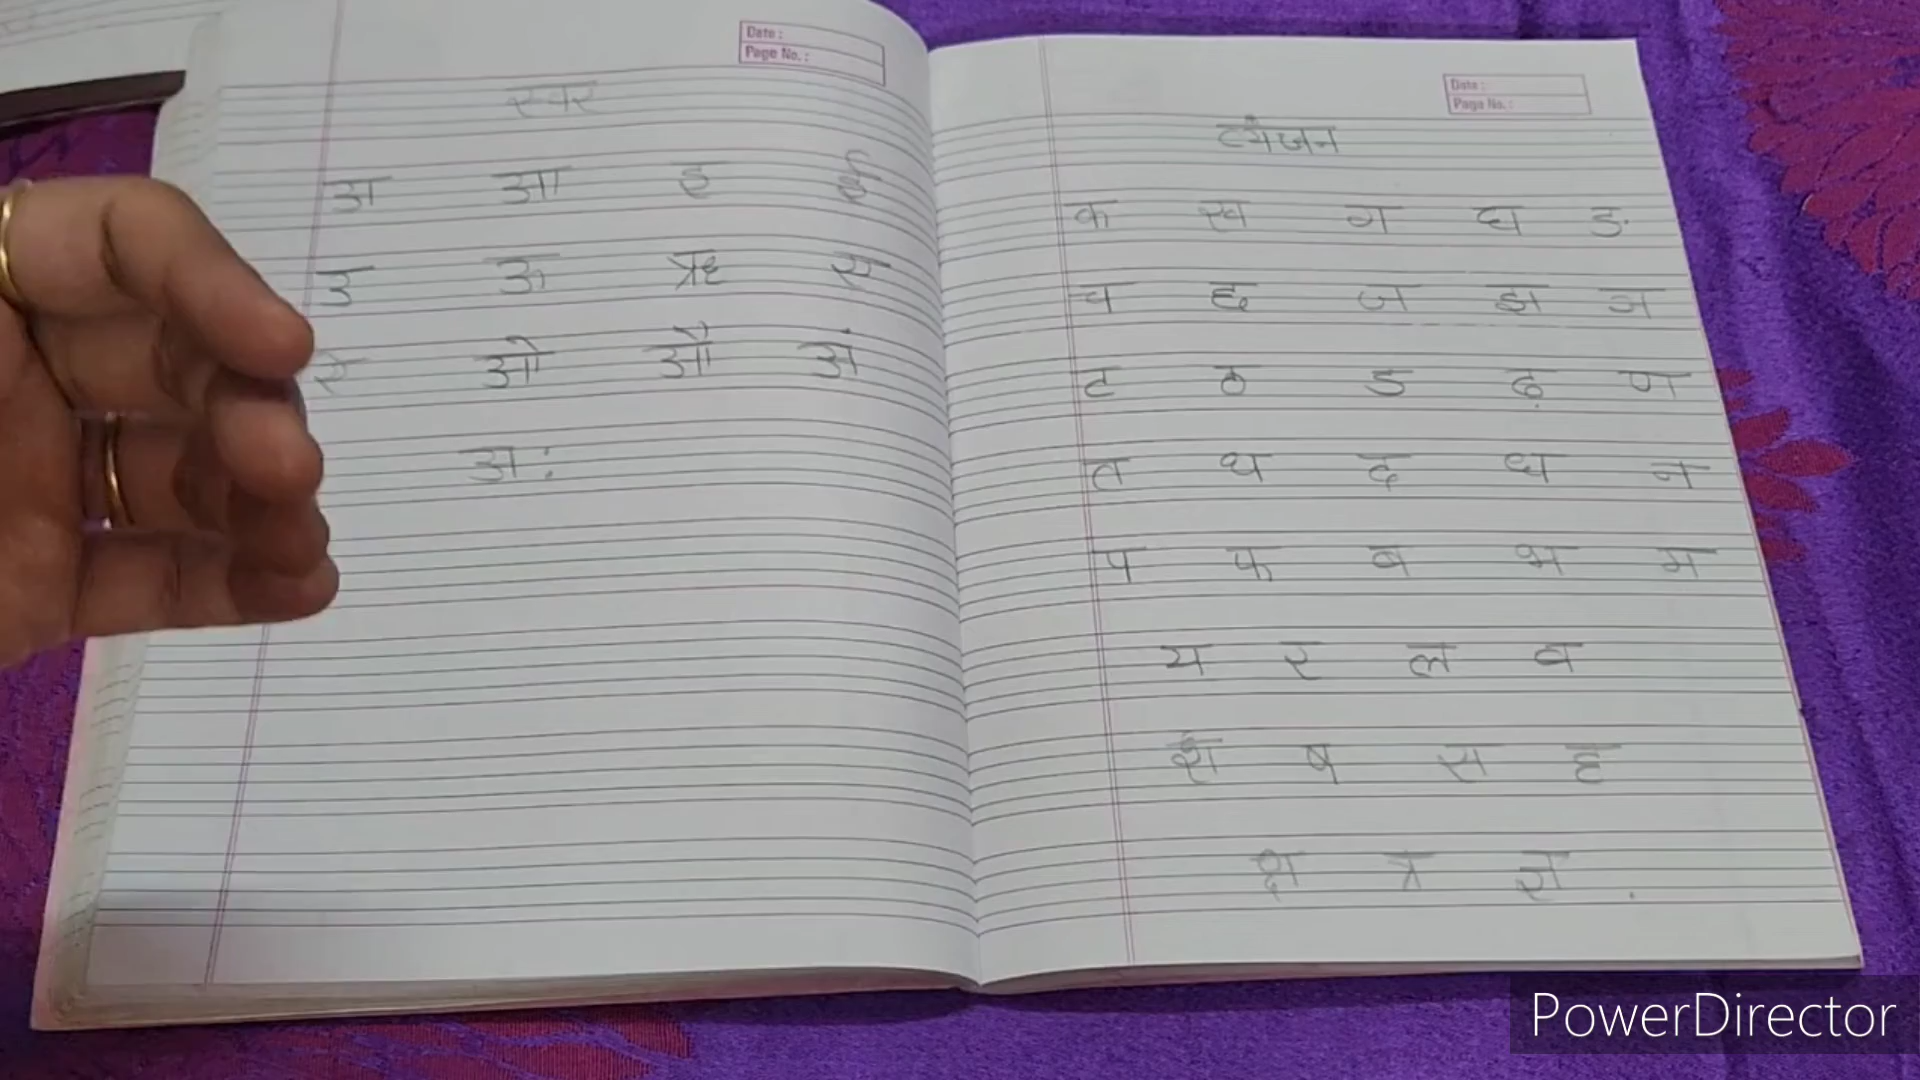 Date :
Page No. :
स्वर
अ आ इ ई
उ ऊ ऋ ए
ऐ ओ औ अं
अः
Date :
Page No. :
व्यंजन
क ख ग घ ङ
च छ ज झ ञ
ट ठ ड ढ़ ण
त थ द ध न
प फ ब भ म
य र ल व
श ष स ह
क्ष त्र ज्ञ
PowerDirector